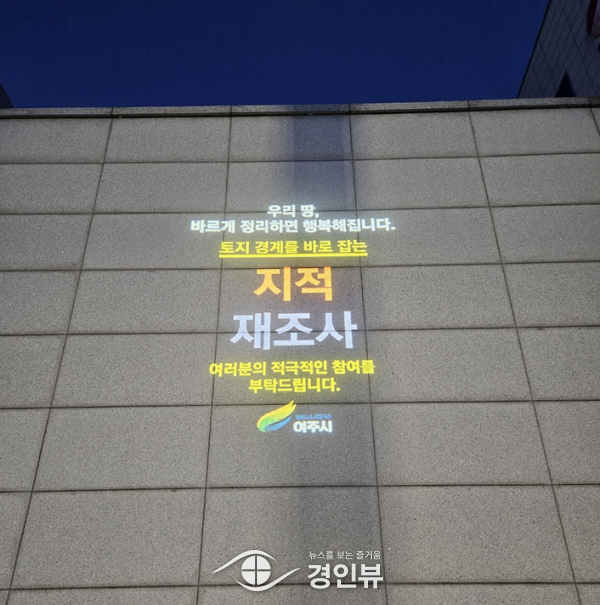 우리 땅,
바르게 정리하면 행복해집니다.
토지 경계를 바로 잡는
지적
재조사
여러분의 적극적인 참여를
부탁드립니다.
여주시
뉴스를 보는 즐거움
경인뷰